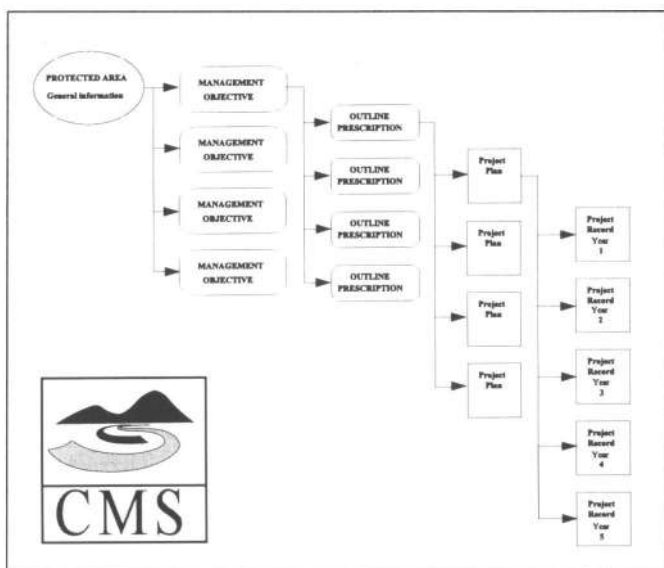 PROTECTED AREA
General information
MANAGEMENT
OBJECTIVE
MANAGEMENT
OBJECTIVE
MANAGEMENT
OBJECTIVE
MANAGEMENT
OBJECTIVE
OUTLINE
PRESCRIPTION
OUTLINE
PRESCRIPTION
OUTLINE
PRESCRIPTION
OUTLINE
PRESCRIPTION
Project
Plan
Project
Plan
Project
Plan
Project
Plan
Project
Record
Year
1
Project
Record
Year
2
Project
Record
Year
3
Project
Record
Year
4
Project
Record
Year
5
CMS